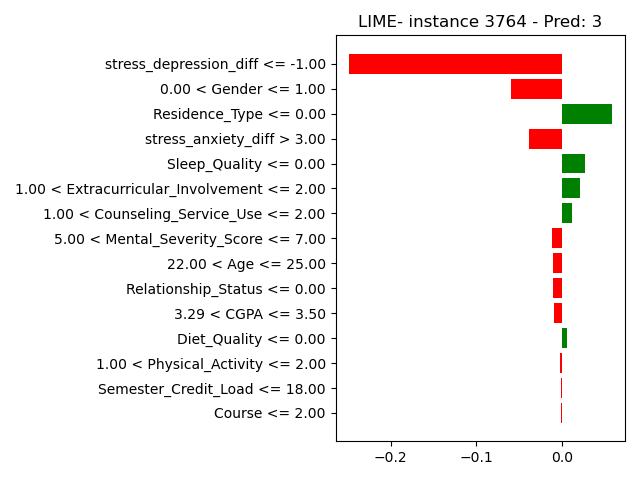 LIME- instance 3764 - Pred: 3
stress_depression_diff <= -1.00
0.00 < Gender <= 1.00
Residence_Type <= 0.00
stress_anxiety_diff > 3.00
Sleep_Quality <= 0.00
1.00 < Extracurricular_Involvement <= 2.00
1.00 < Counseling_Service_Use <= 2.00
5.00 < Mental_Severity_Score <= 7.00
22.00 < Age <= 25.00
Relationship_Status <= 0.00
3.29 < CGPA <= 3.50
Diet_Quality <= 0.00
1.00 < Physical_Activity <= 2.00
Semester_Credit_Load <= 18.00
Course <= 2.00
−0.2 −0.1 0.0